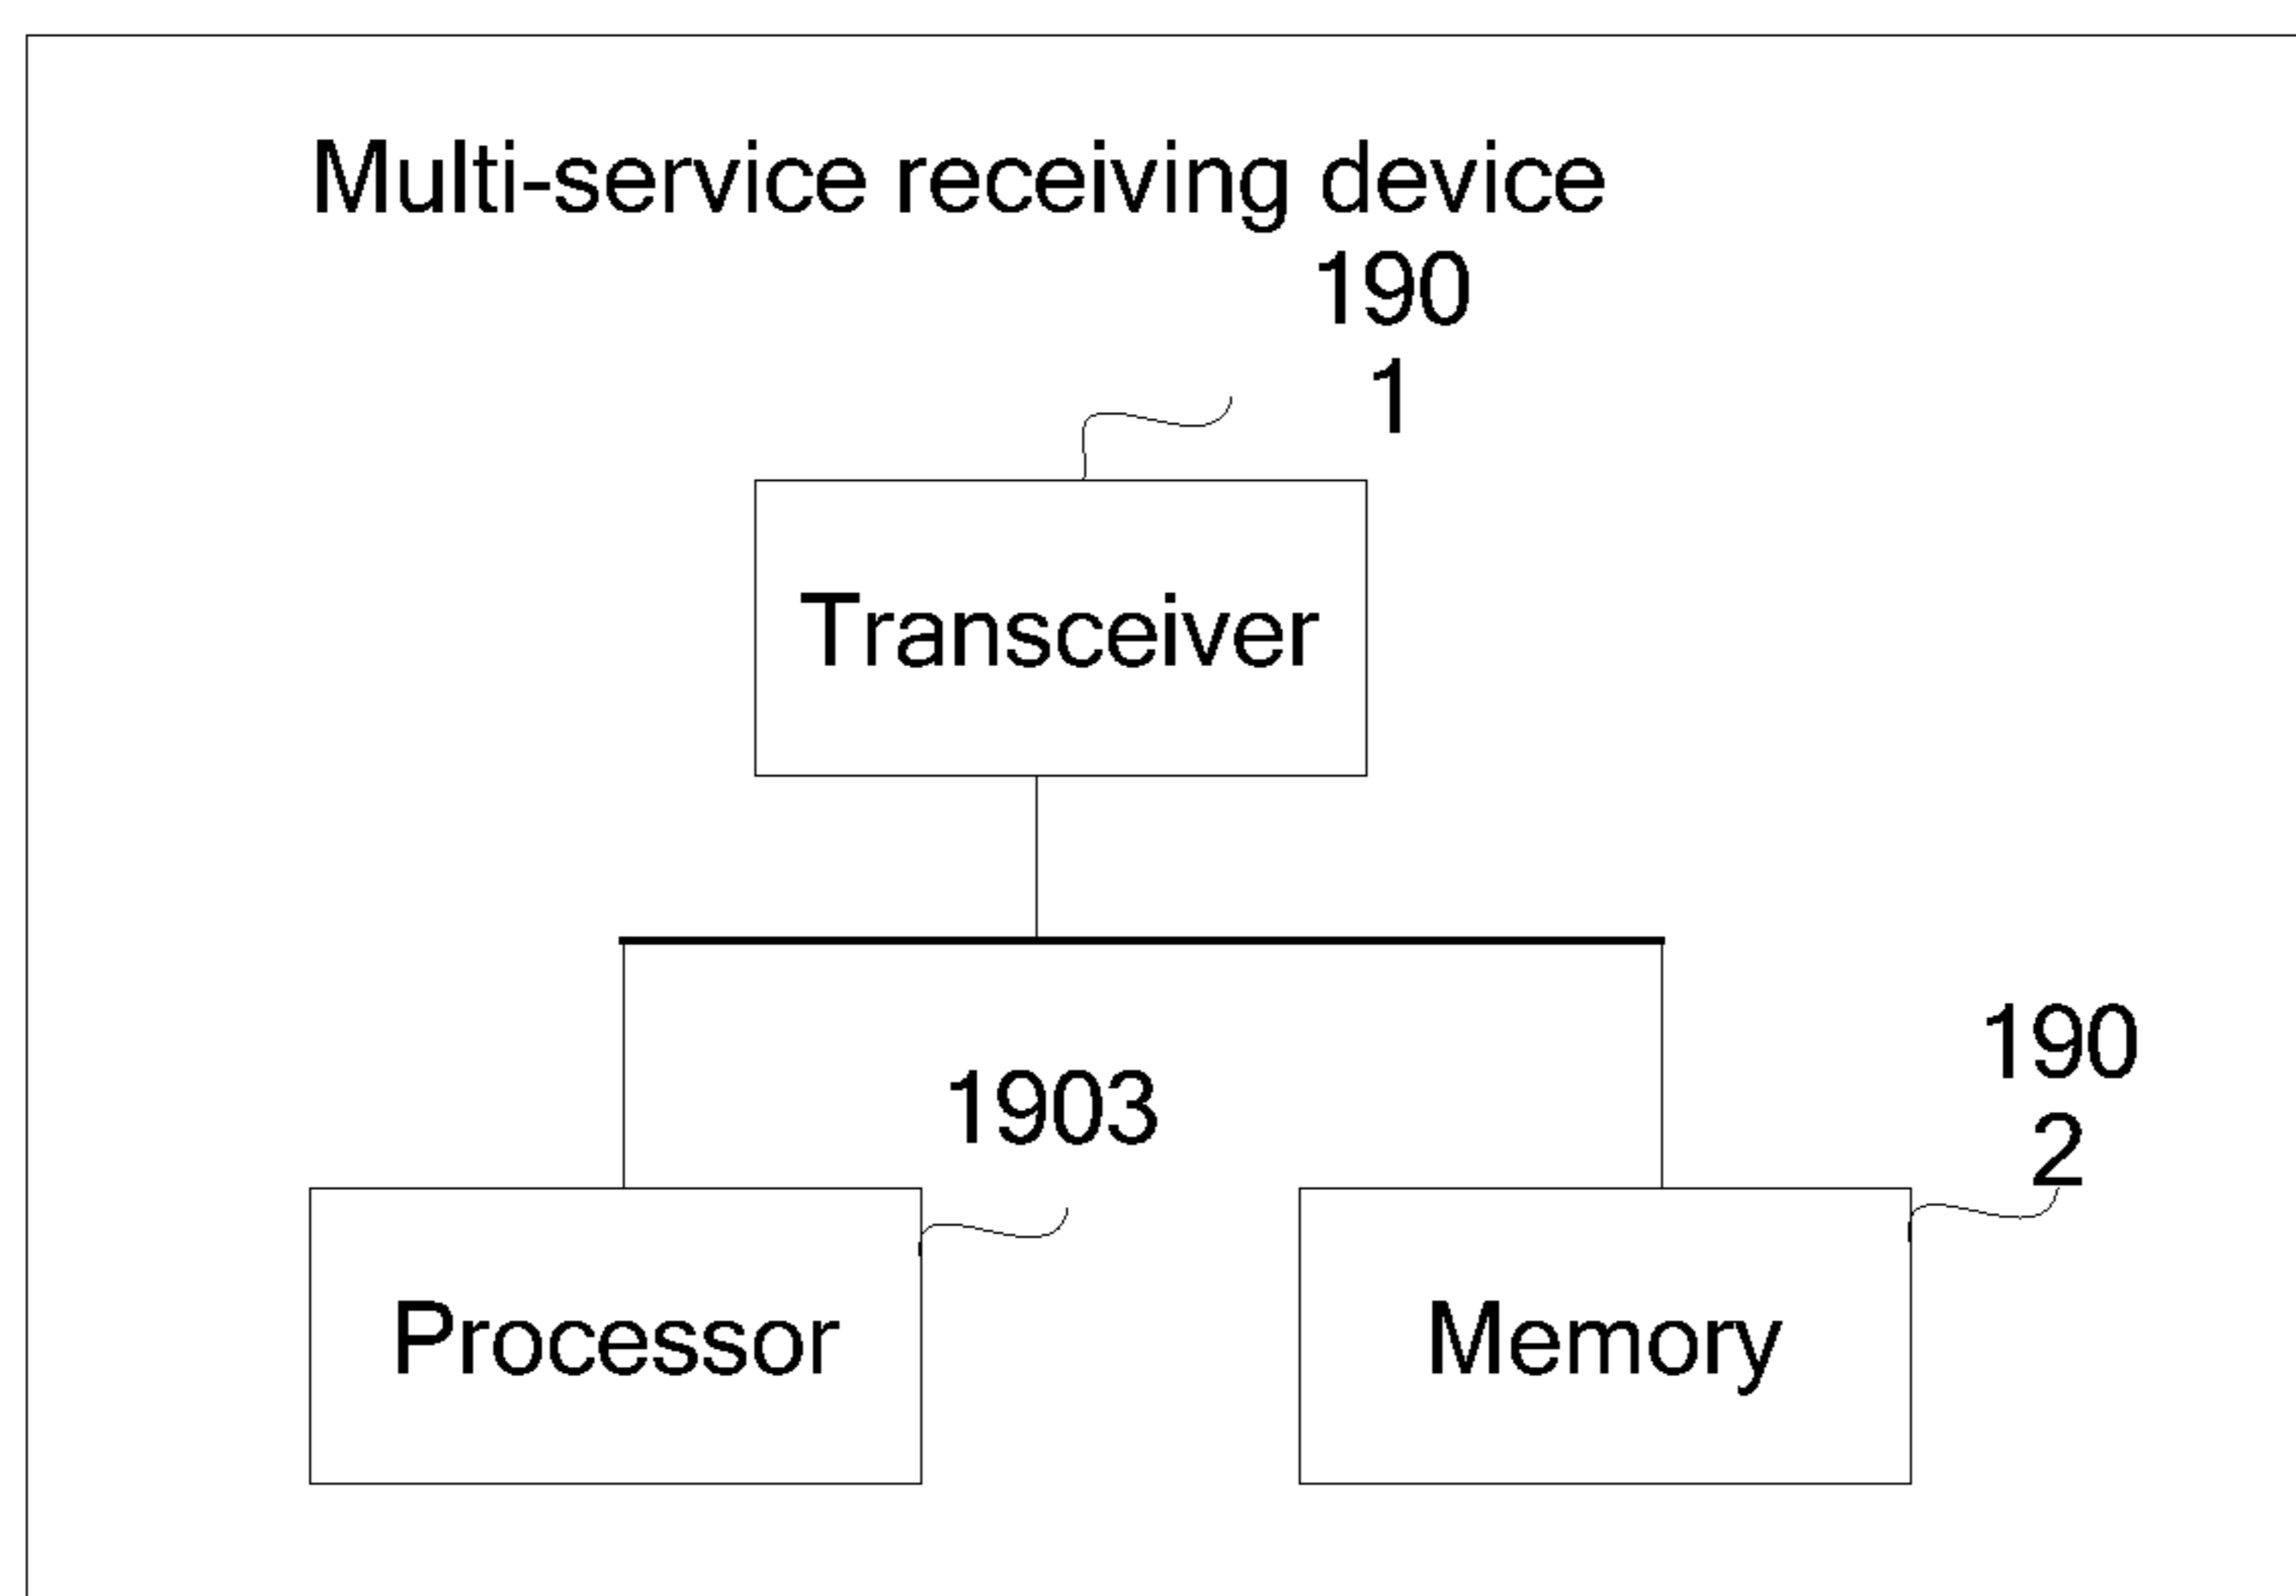 Multi-service receiving device
190
1
Transceiver
190
2
1903
Processor
Memory